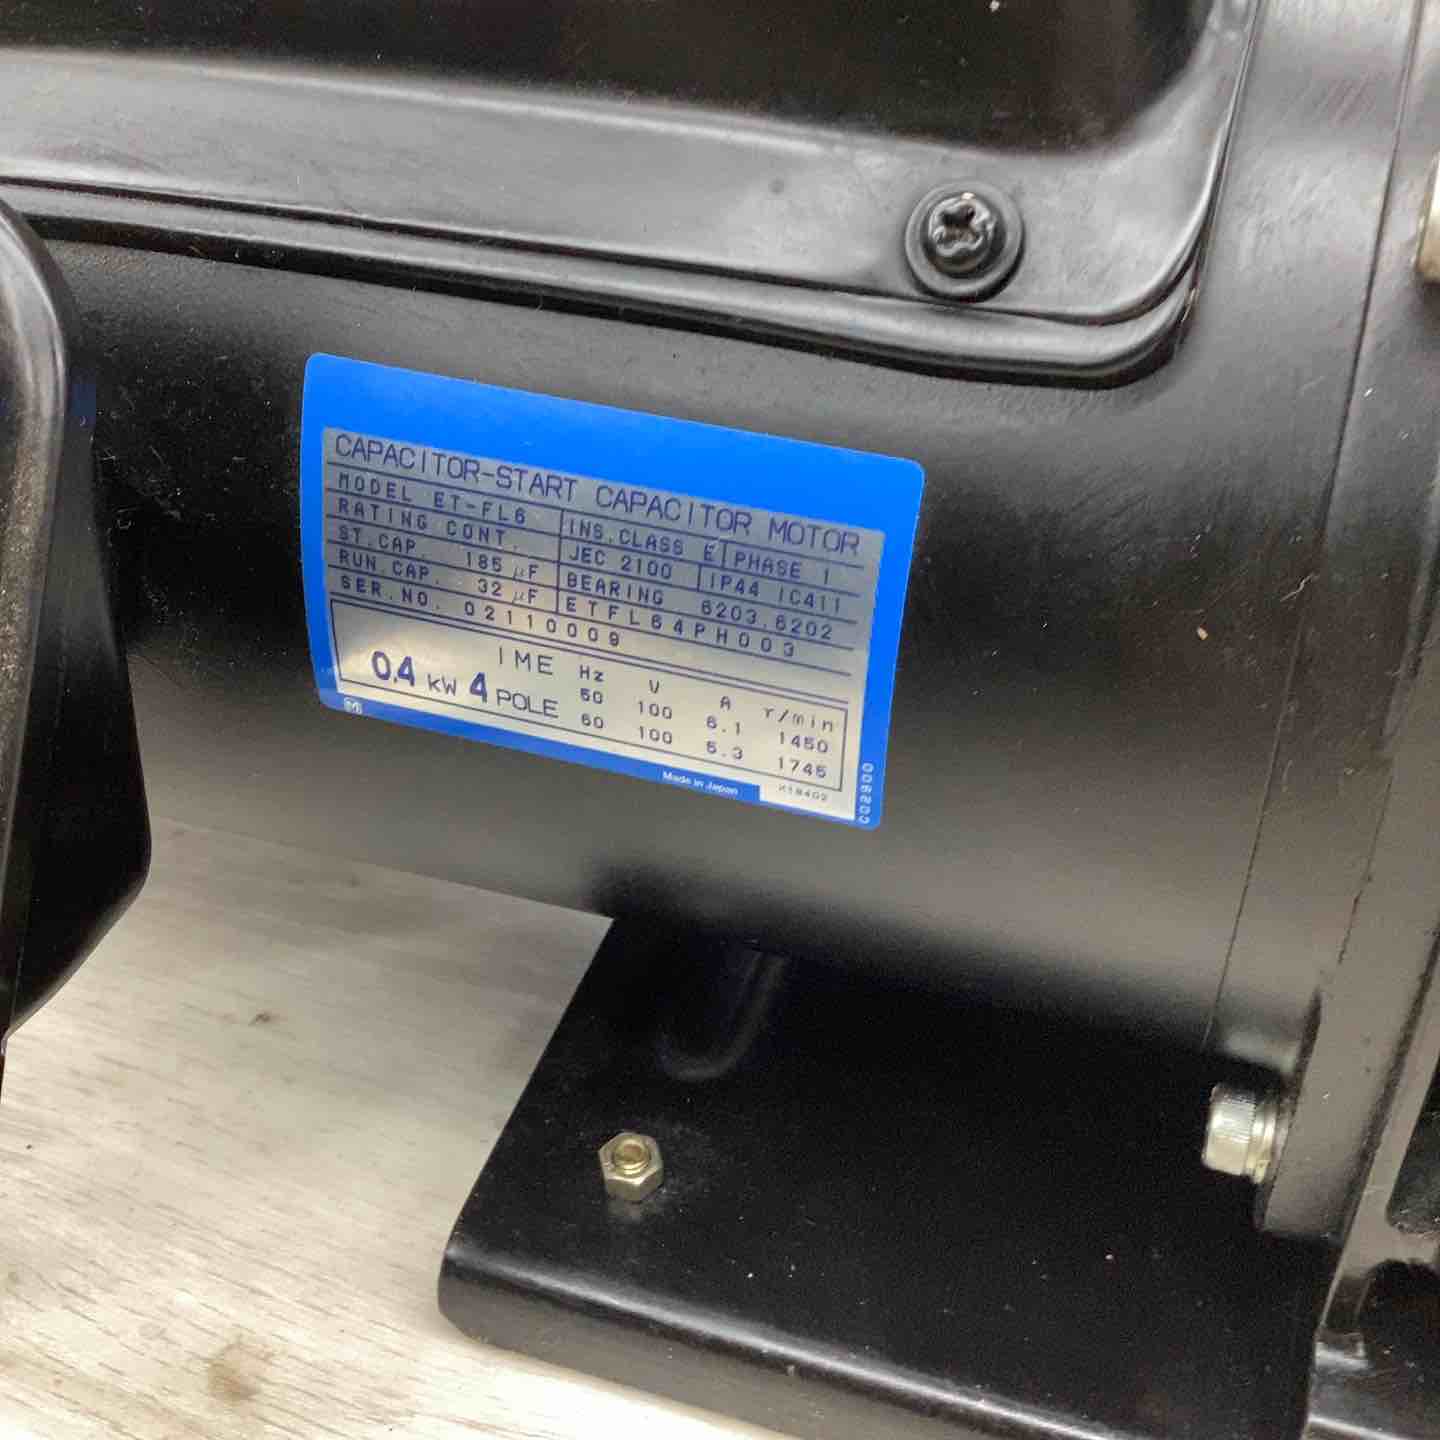 CAPACITOR-START CAPACITOR MOTOR
MODEL ET-FL6 INS.CLASS E PHASE 1
RATING CONT. JEC 2100 IP44 IC411
ST.CAP. 185 µF BEARING 6203.6202
RUN.CAP. 32 µF ETFL64PH003
SER.NO. 02110009
0.4 KW 4 POLE IME
Hz V A r/min
50 100 6.1 1450
60 100 5.3 1745
M
Made in Japan
K18402